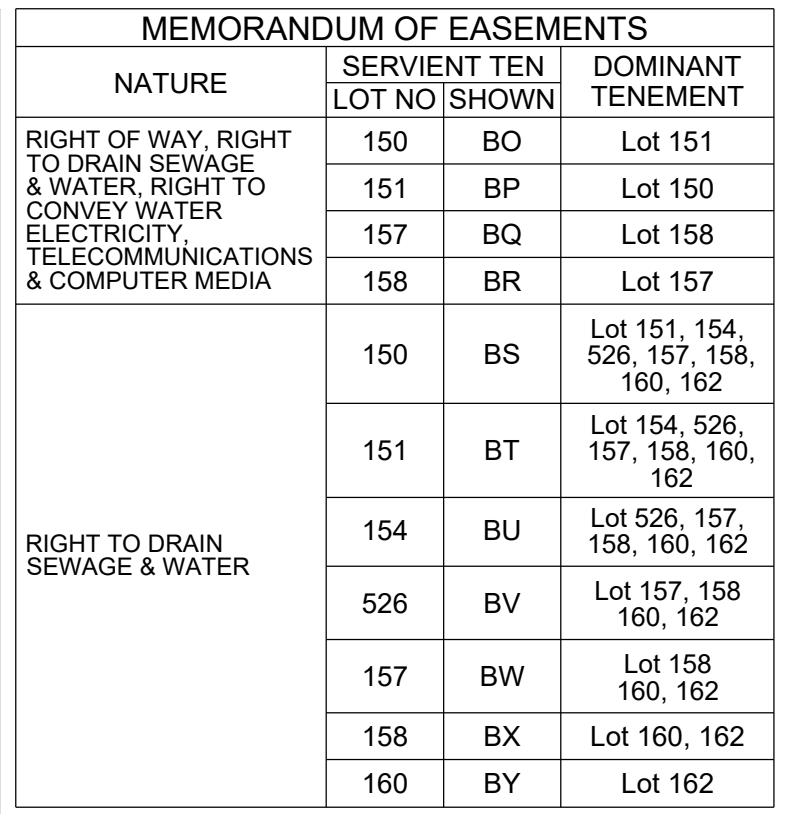 MEMORANDUM OF EASEMENTS
NATURE
SERVIENT TEN
DOMINANT
TENEMENT
LOT NO
SHOWN
RIGHT OF WAY, RIGHT
TO DRAIN SEWAGE
& WATER, RIGHT TO
CONVEY WATER
ELECTRICITY,
TELECOMMUNICATIONS
& COMPUTER MEDIA
150 BO Lot 151
151 BP Lot 150
157 BQ Lot 158
158 BR Lot 157
RIGHT TO DRAIN
SEWAGE & WATER
150 BS Lot 151, 154,
526, 157, 158,
160, 162
151 BT Lot 154, 526,
157, 158, 160,
162
154 BU Lot 526, 157,
158, 160, 162
526 BV Lot 157, 158
160, 162
157 BW Lot 158
160, 162
158 BX Lot 160, 162
160 BY Lot 162